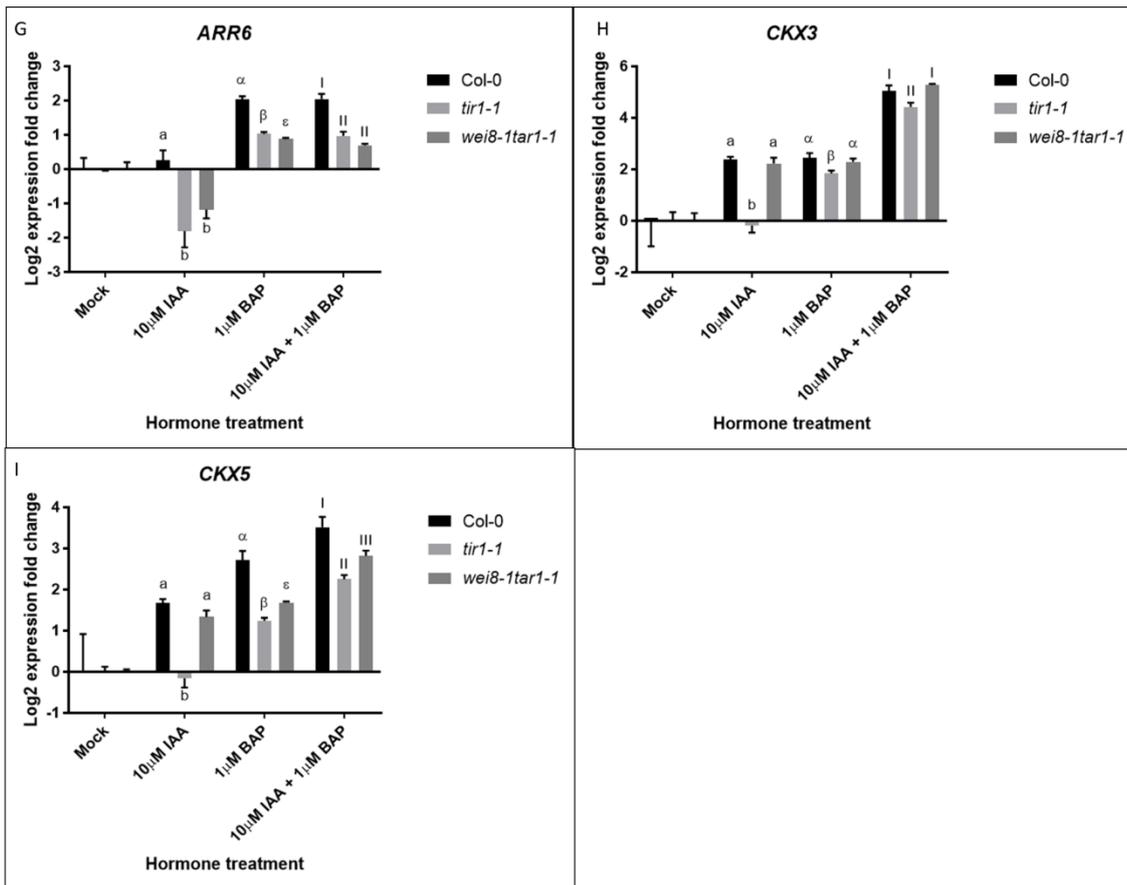 G
ARR6
Log2 expression fold change
3
2
1
0
-1
-2
-3
a
b
b
α
β
ε
I
II
II
Mock
10µM IAA
1µM BAP
10µM IAA + 1µM BAP
Hormone treatment
Col-0
tir1-1
wei8-1tar1-1
H
CKX3
Log2 expression fold change
6
4
2
0
-2
a
b
a
α
β
α
I
II
I
Mock
10µM IAA
1µM BAP
10µM IAA + 1µM BAP
Hormone treatment
Col-0
tir1-1
wei8-1tar1-1
I
CKX5
Log2 expression fold change
4
3
2
1
0
-1
a
b
a
α
β
ε
I
II
III
Mock
10µM IAA
1µM BAP
10µM IAA + 1µM BAP
Hormone treatment
Col-0
tir1-1
wei8-1tar1-1